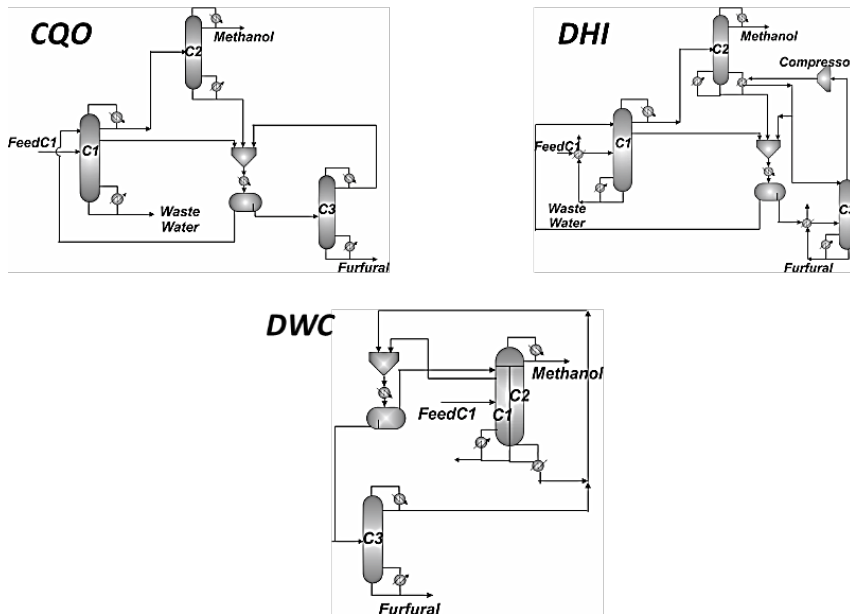 CQO
C2
Methanol
FeedC1
C1
C3
Waste
Water
Furfural
DHI
C2
Methanol
Compresso
FeedC1
C1
Waste
Water
Furfural
DWC
C2
Methanol
FeedC1
C1
C3
Furfural